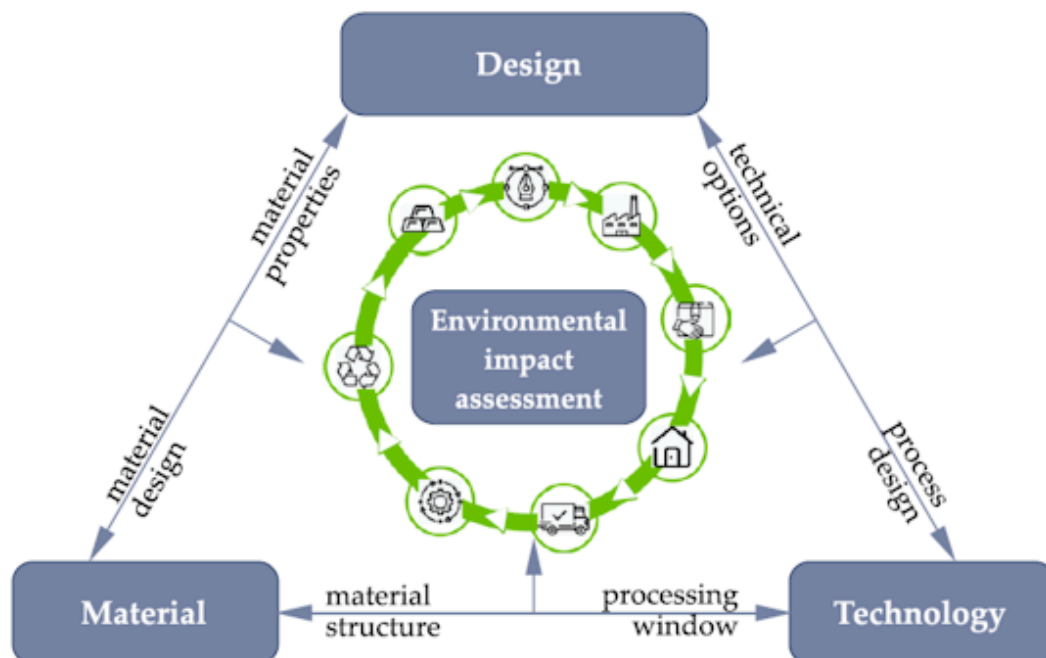 Design
material
properties
technical
options
Environmental
impact
assessment
material
design
process
design
Material
material
structure
processing
window
Technology